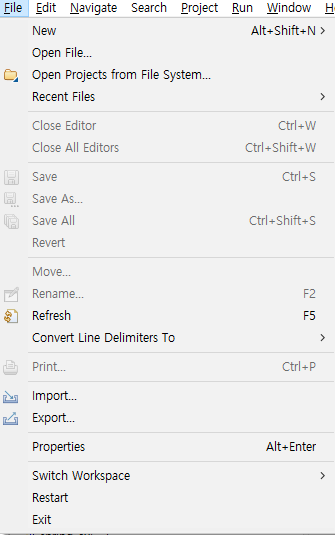 File Edit Navigate Search Project Run Window
New Alt+Shift+N
Open File...
Open Projects from File System...
Recent Files
Close Editor Ctrl+W
Close All Editors Ctrl+Shift+W
Save Ctrl+S
Save As...
Save All Ctrl+Shift+S
Revert
Move...
Rename... F2
Refresh F5
Convert Line Delimiters To
Print... Ctrl+P
Import...
Export...
Properties Alt+Enter
Switch Workspace
Restart
Exit